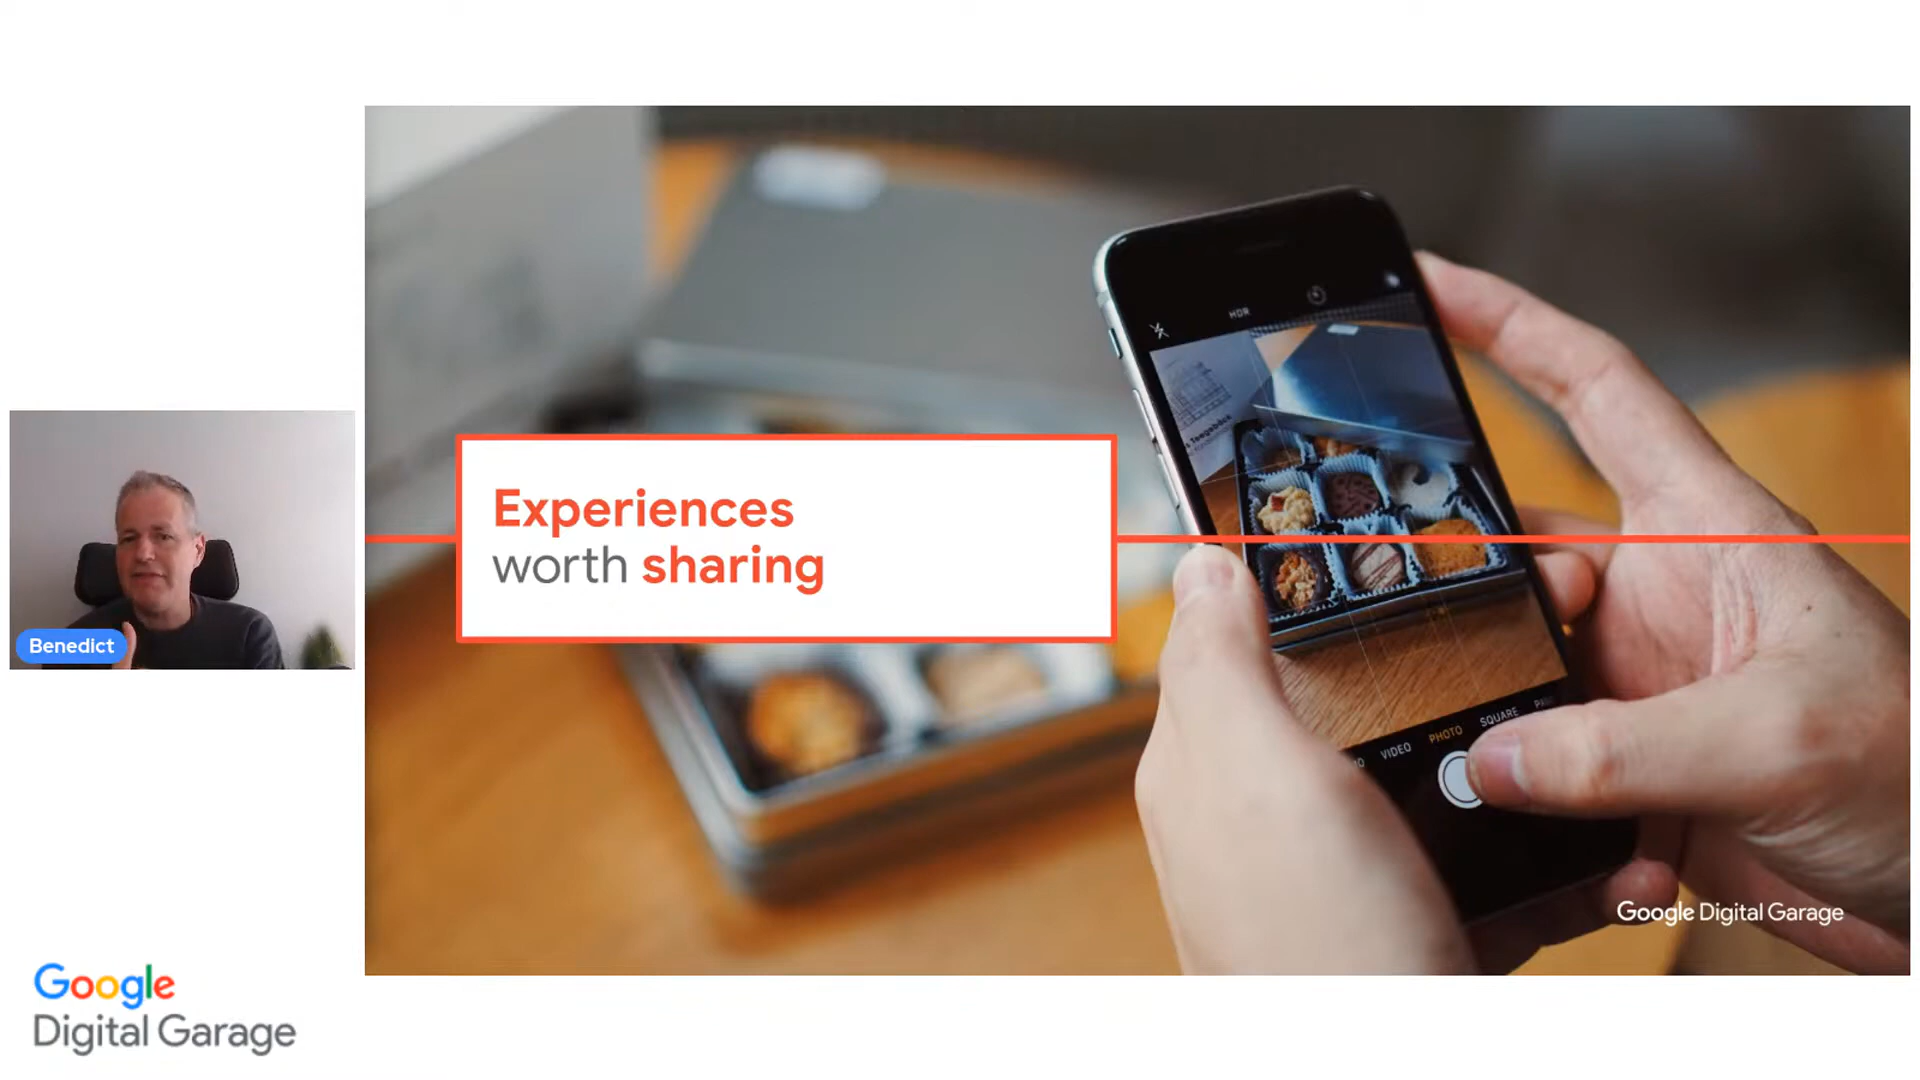 Experiences
worth sharing
HDR
VIDEO
PHOTO
SQUARE
Benedict
Google Digital Garage
Google
Digital Garage